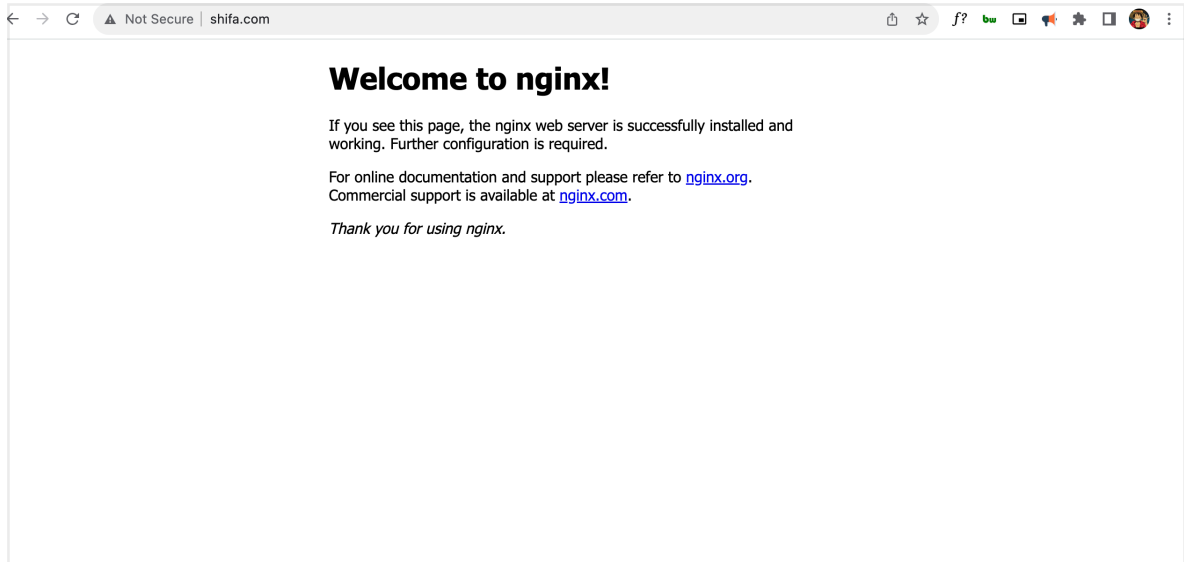 Not Secure | shifa.com
f?
bw
Welcome to nginx!
If you see this page, the nginx web server is successfully installed and
working. Further configuration is required.
For online documentation and support please refer to nginx.org.
Commercial support is available at nginx.com.
Thank you for using nginx.